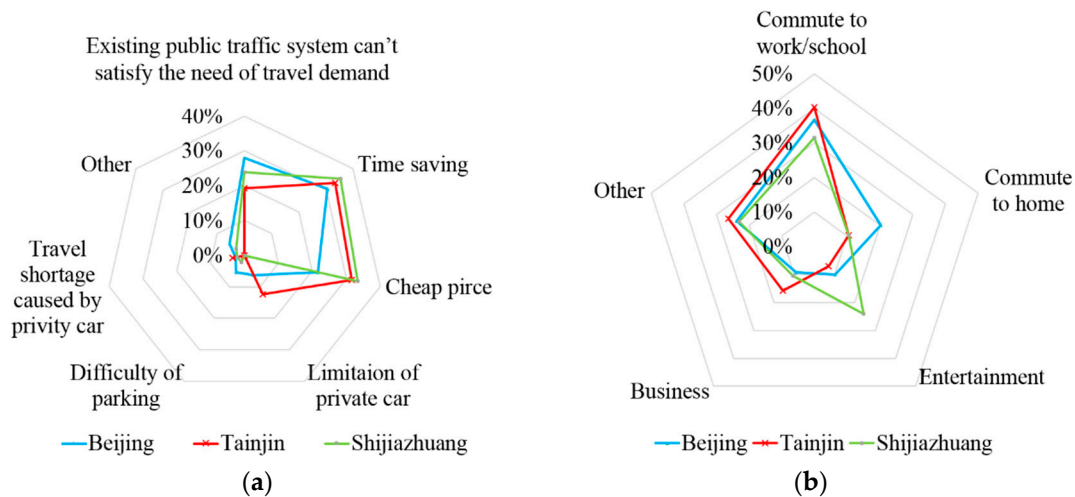 Existing public traffic system can't
satisfy the need of travel demand
40%
30%
20%
10%
0%
Time saving
Cheap pirce
Limitaion of
private car
Difficulty of
parking
Travel
shortage
caused by
privity car
Other
Beijing Tainjin Shijiazhuang
(a)
Commute to
work/school
50%
40%
30%
20%
10%
0%
Commute
to home
Entertainment
Business
Other
Beijing Tainjin Shijiazhuang
(b)